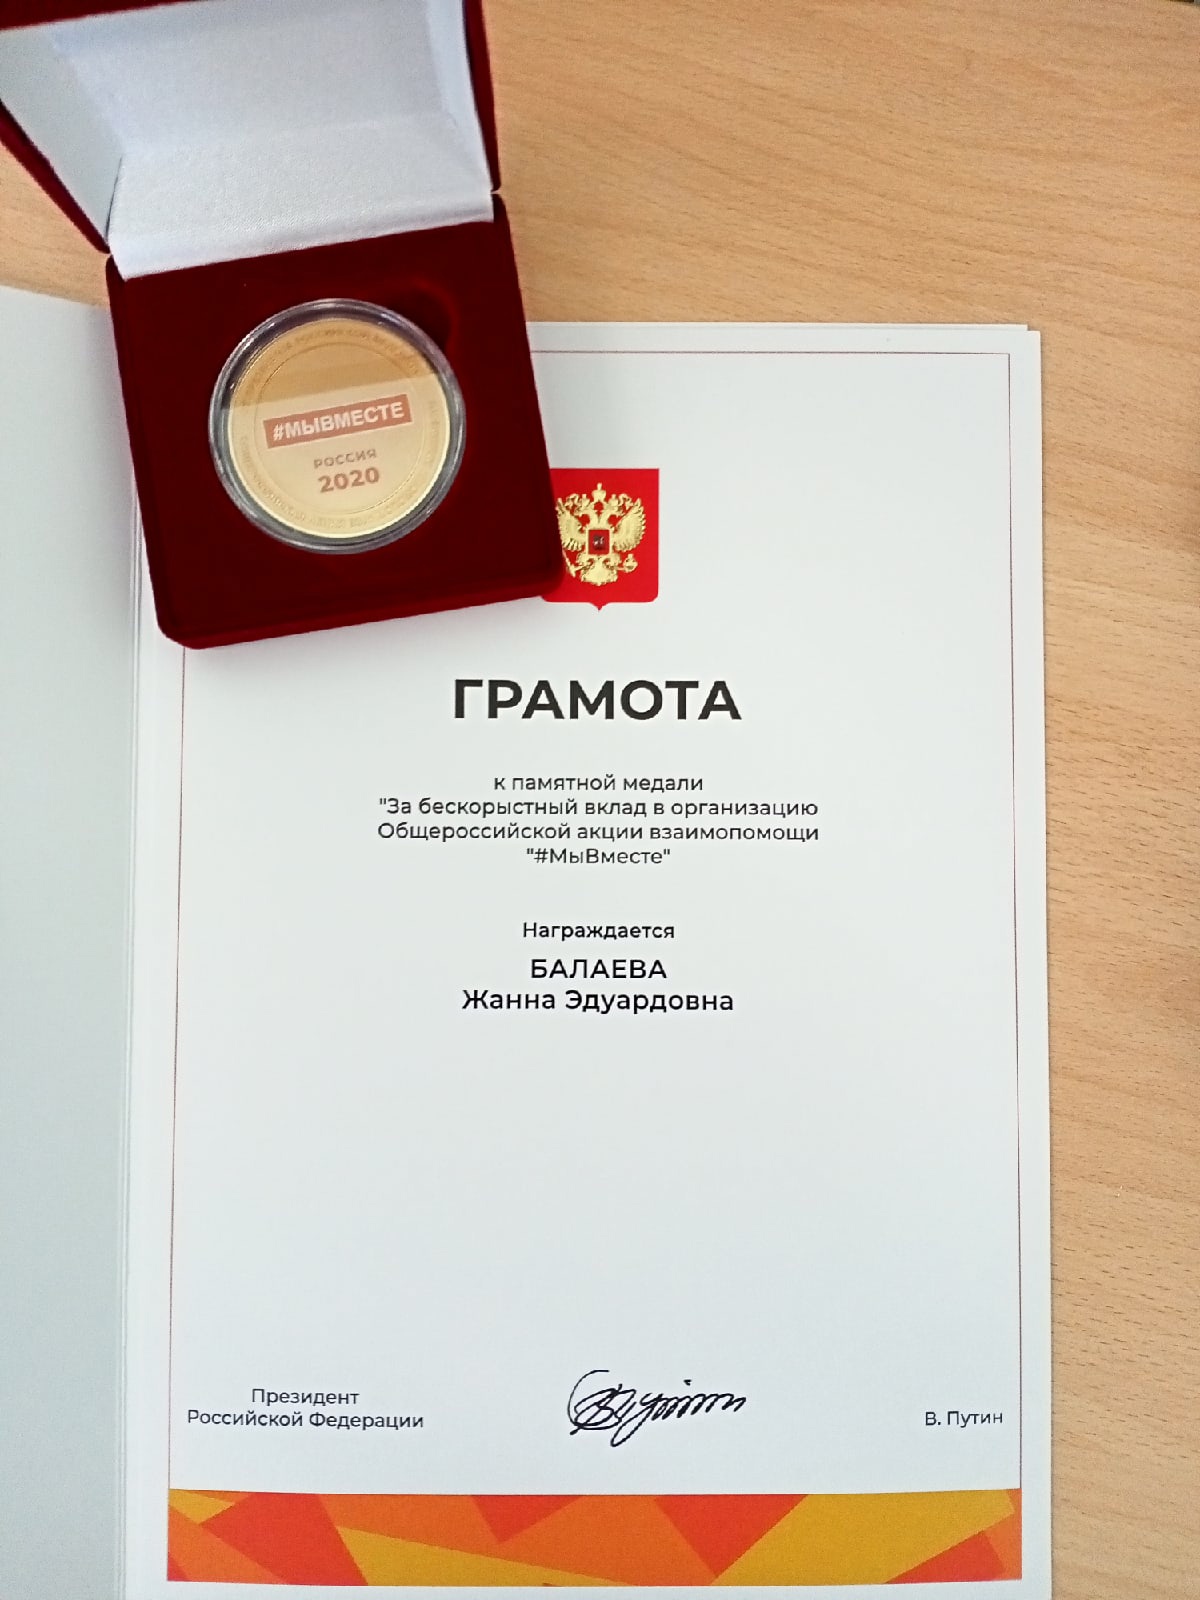 #МЫВМЕСТЕ
РОССИЯ
2020
ГРАМОТА
к памятной медали
"За бескорыстный вклад в организацию
Общероссийской акции взаимопомощи
"#МыВместе"
Награждается
БАЛАЕВА
Жанна Эдуардовна
Президент
Российской Федерации
В. Путин